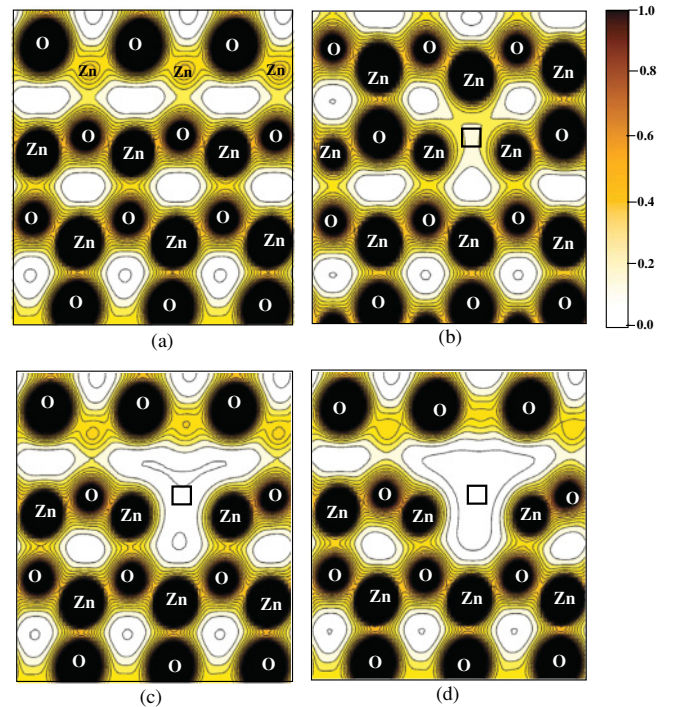 O O O
Zn Zn Zn
Zn O Zn O Zn O
O O O
Zn Zn Zn
O O O
(a)
O O O
Zn Zn Zn
O O
Zn Zn Zn
O O O
Zn Zn Zn
O O O
(b)
1.0
0.8
0.6
0.4
0.2
0.0
O O O
Zn O Zn Zn O
O O O
Zn Zn Zn
O O O
(c)
O O O
Zn O Zn Zn O
O O O
Zn Zn Zn
O O O
(d)